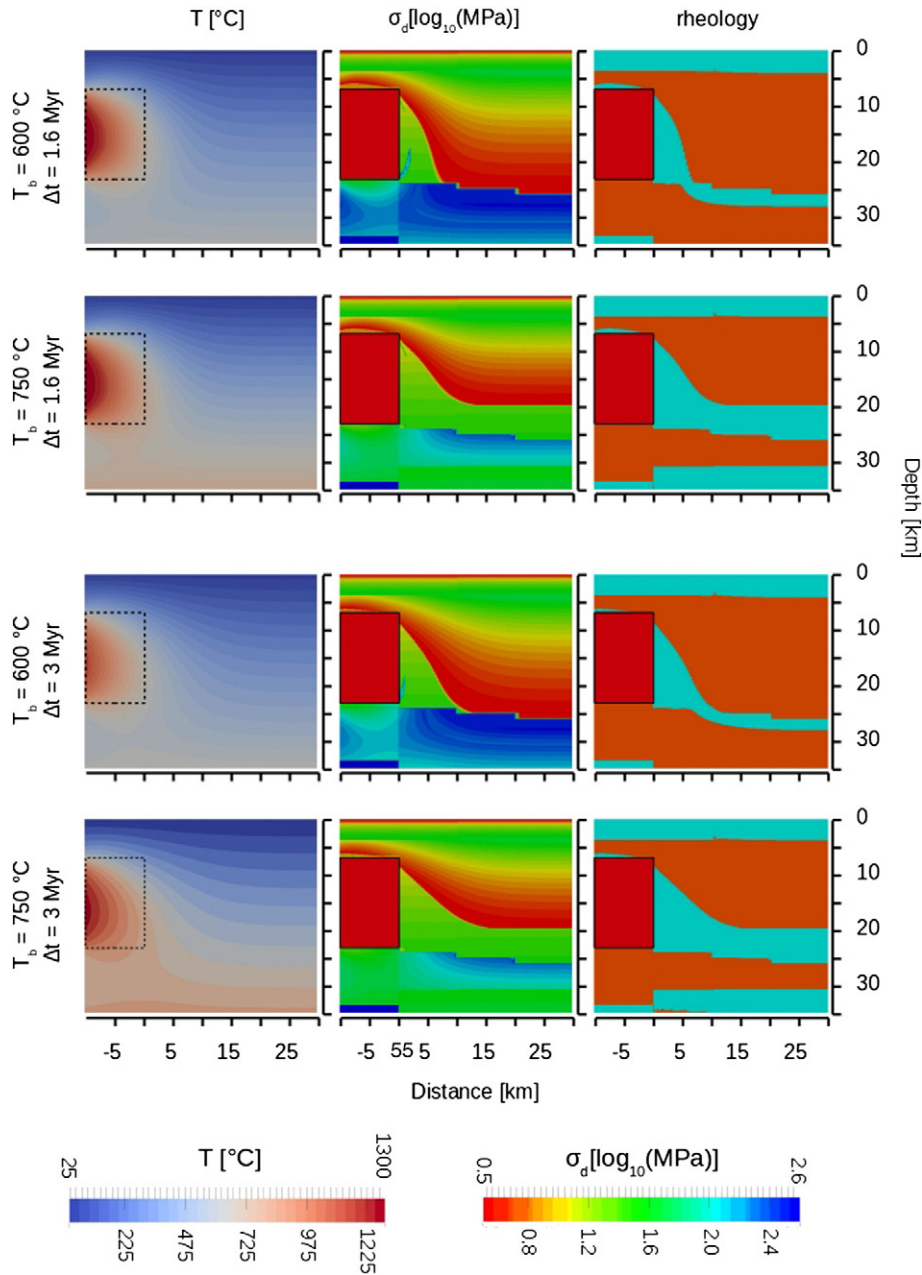 T [°C]
σd[log10(MPa)]
rheology
Tb = 600 °C
Δt = 1.6 Myr
0
10
20
30
Tb = 750 °C
Δt = 1.6 Myr
0
10
20
30
Depth [km]
Tb = 600 °C
Δt = 3 Myr
0
10
20
30
Tb = 750 °C
Δt = 3 Myr
0
10
20
30
-5 5 15 25
-5 55 5 15 25
-5 5 15 25
Distance [km]
25 T [°C] 1300
225 475 725 975 1225
0.5 σd[log10(MPa)] 2.6
0.8 1.2 1.6 2.0 2.4